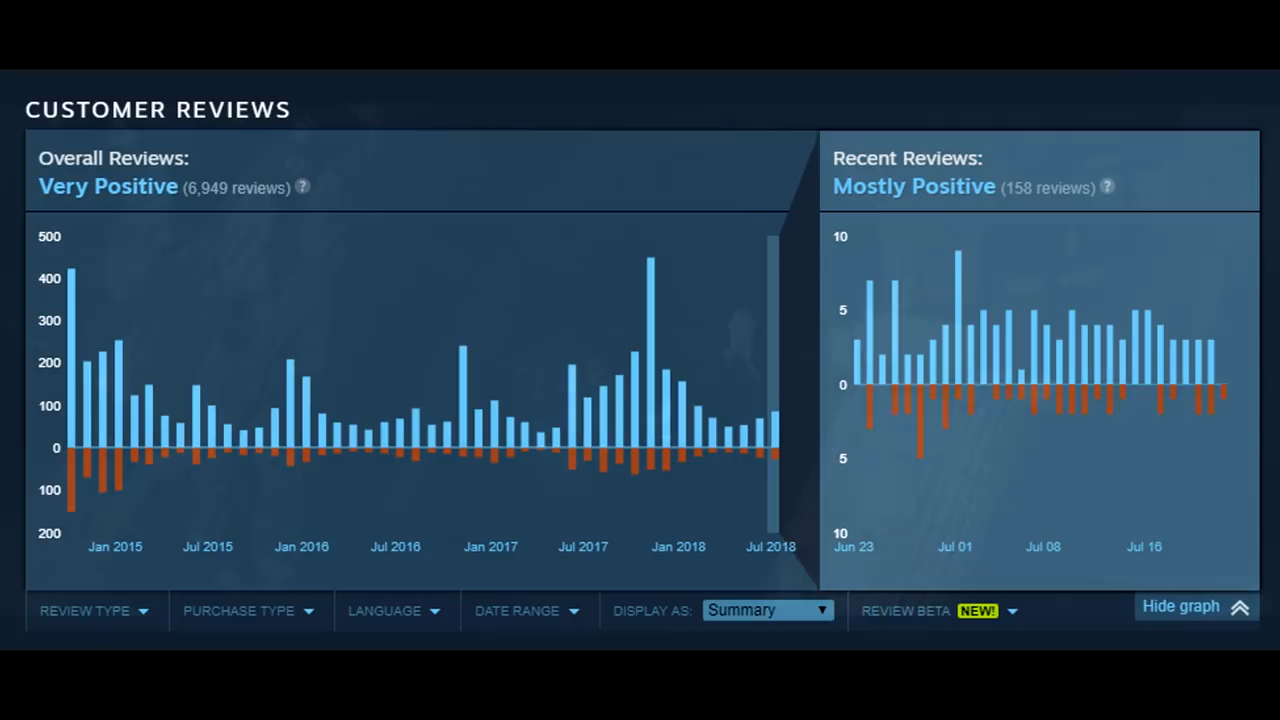 CUSTOMER REVIEWS
Overall Reviews:
Very Positive (6,949 reviews) ?
500
400
300
200
100
0
100
200
Jan 2015 Jul 2015 Jan 2016 Jul 2016 Jan 2017 Jul 2017 Jan 2018 Jul 2018
Recent Reviews:
Mostly Positive (158 reviews) ?
10
5
0
5
10
Jun 23 Jul 01 Jul 08 Jul 16
REVIEW TYPE PURCHASE TYPE LANGUAGE DATE RANGE DISPLAY AS: Summary REVIEW BETA NEW! Hide graph